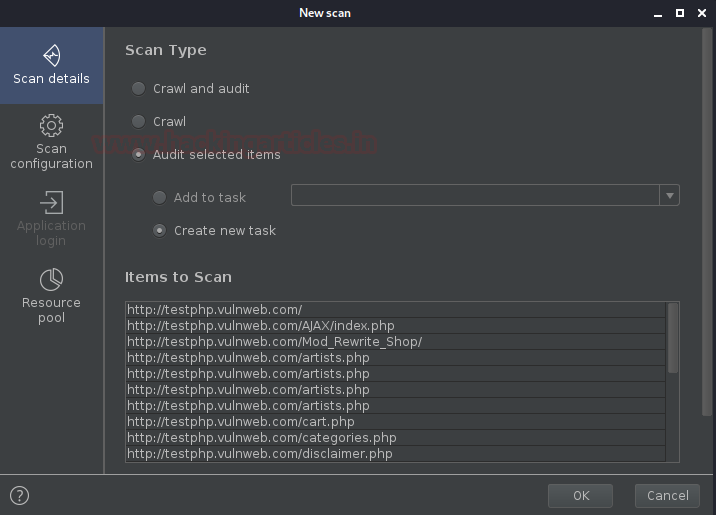 New scan
Scan details
Scan
configuration
Application
login
Resource
pool
Scan Type
Crawl and audit
Crawl
Audit selected items
Add to task
Create new task
Items to Scan
http://testphp.vulnweb.com/
http://testphp.vulnweb.com/AJAX/index.php
http://testphp.vulnweb.com/Mod_Rewrite_Shop/
http://testphp.vulnweb.com/artists.php
http://testphp.vulnweb.com/artists.php
http://testphp.vulnweb.com/artists.php
http://testphp.vulnweb.com/artists.php
http://testphp.vulnweb.com/cart.php
http://testphp.vulnweb.com/categories.php
http://testphp.vulnweb.com/disclaimer.php
?
OK
Cancel